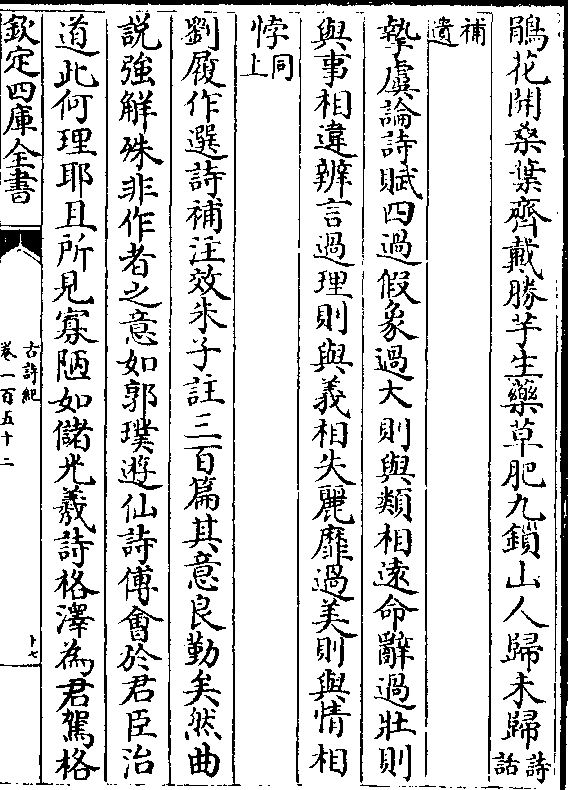 鵑花開桑葉齊戴勝芋生藥草肥九鎖山人歸未歸詩話
補遺
摯虞論詩賦四過假象過大則與類相逺命辭過壯則
與事相違辨言過理則與義相失麗靡過美則與情相
悖同上
劉履作選詩補注效朱子註三百篇其意良勤矣然曲
説強解殊非作者之意如郭璞遊仙詩傅會於君臣治
道此何理耶且所見寡陋如儲光羲詩格澤為君駕格
欽定四庫全書
古詩紀
卷一百五十二
十七